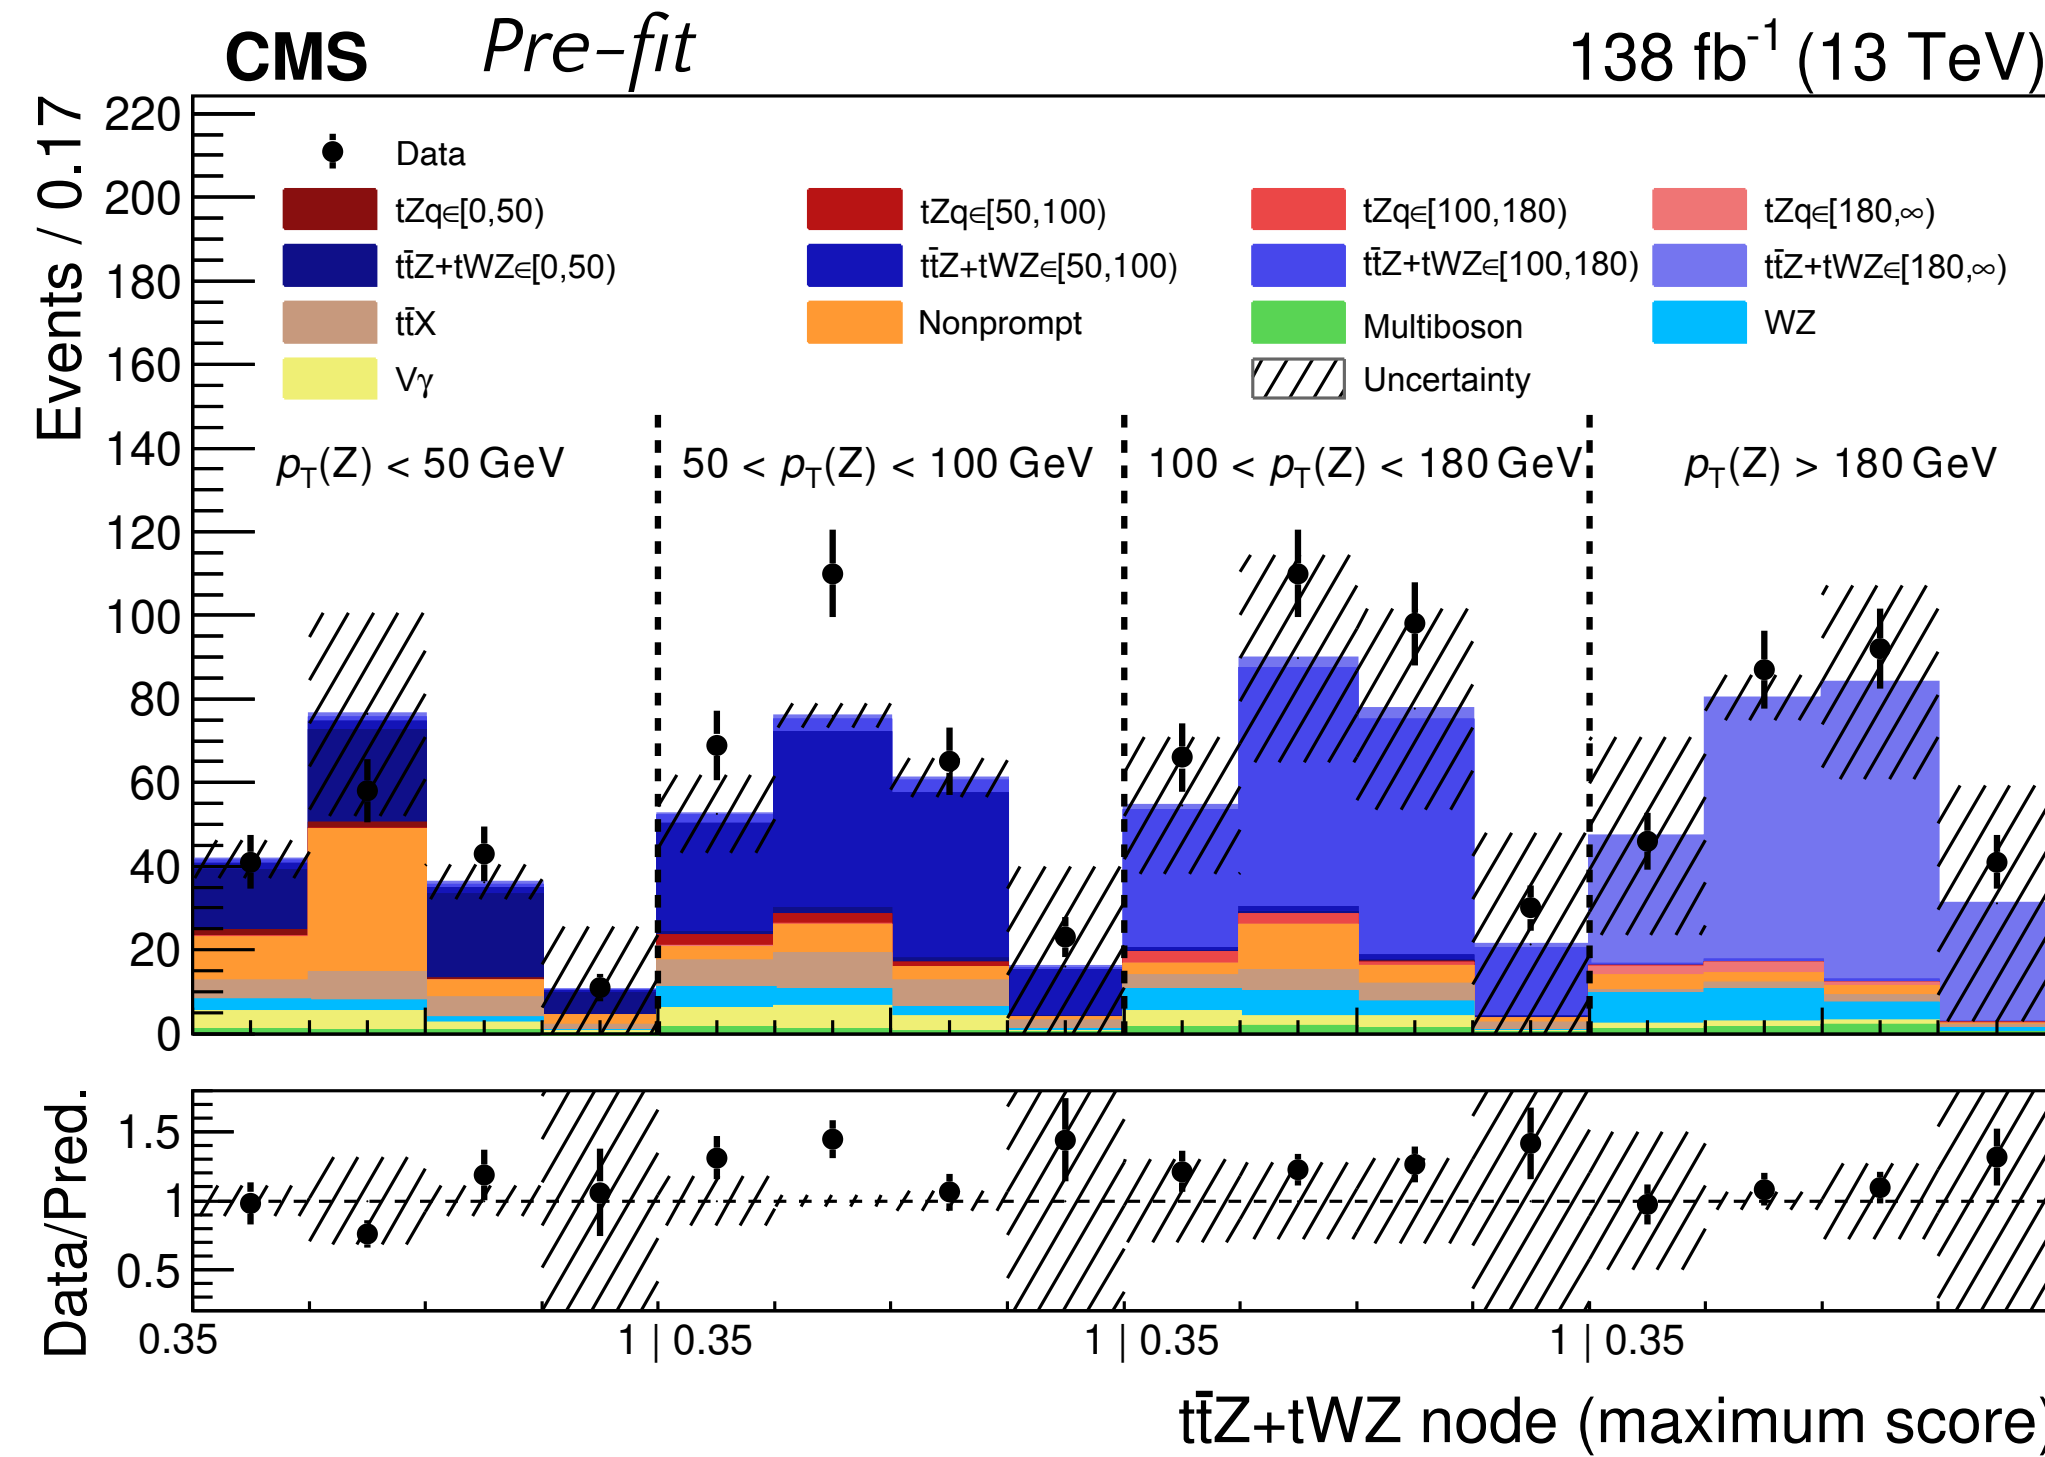 CMS Pre-fit 138 fb-1 (13 TeV)
Events / 0.17
220
200
180
160
140
120
100
80
60
40
20
0
Data
tZq∈[0,50) tZq∈[50,100) tZq∈[100,180) tZq∈[180,∞)
tt̄Z+tWZ∈[0,50) tt̄Z+tWZ∈[50,100) tt̄Z+tWZ∈[100,180) tt̄Z+tWZ∈[180,∞)
tt̄X Nonprompt Multiboson WZ
Vγ Uncertainty
pT(Z) < 50 GeV 50 < pT(Z) < 100 GeV 100 < pT(Z) < 180 GeV pT(Z) > 180 GeV
Data/Pred.
1.5
1
0.5
0.35 1 | 0.35 1 | 0.35 1 | 0.35
tt̄Z+tWZ node (maximum score)